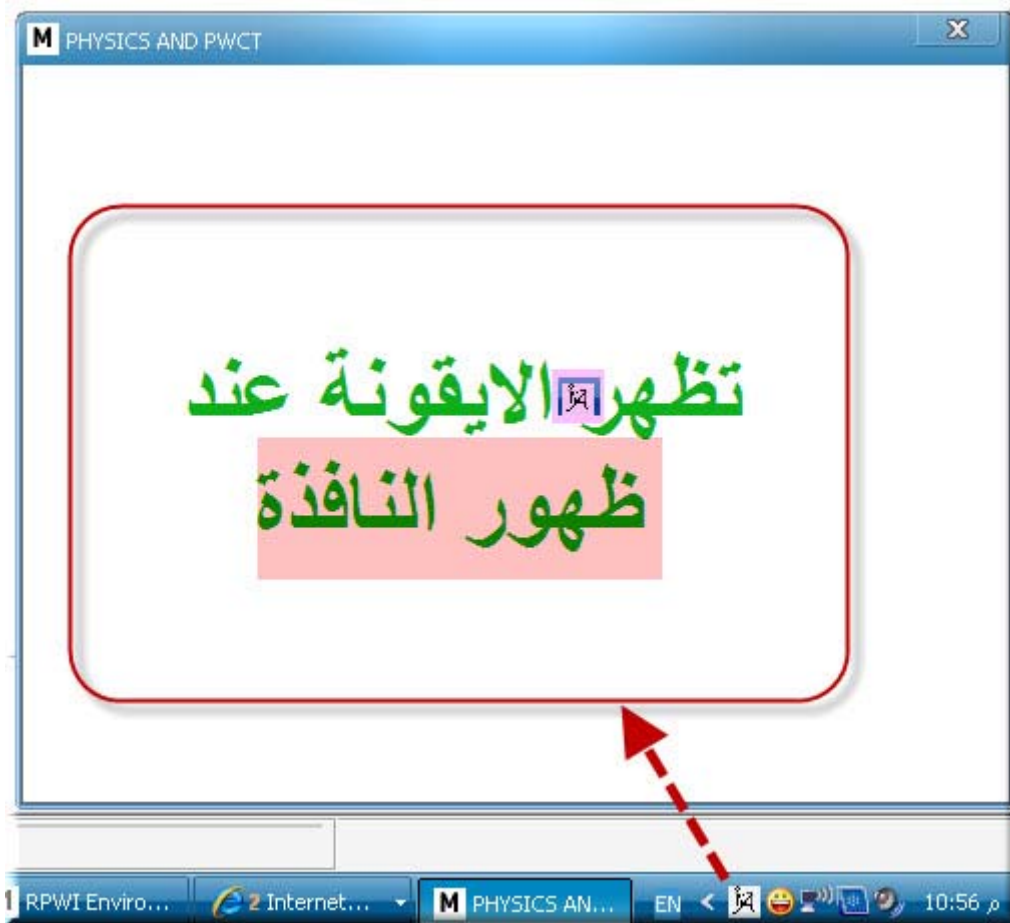 M PHYSICS AND PWCT
تظهر الايقونة عند
ظهور النافذة
RPWI Enviro... 2 Internet... M PHYSICS AN... EN < 10:56 م